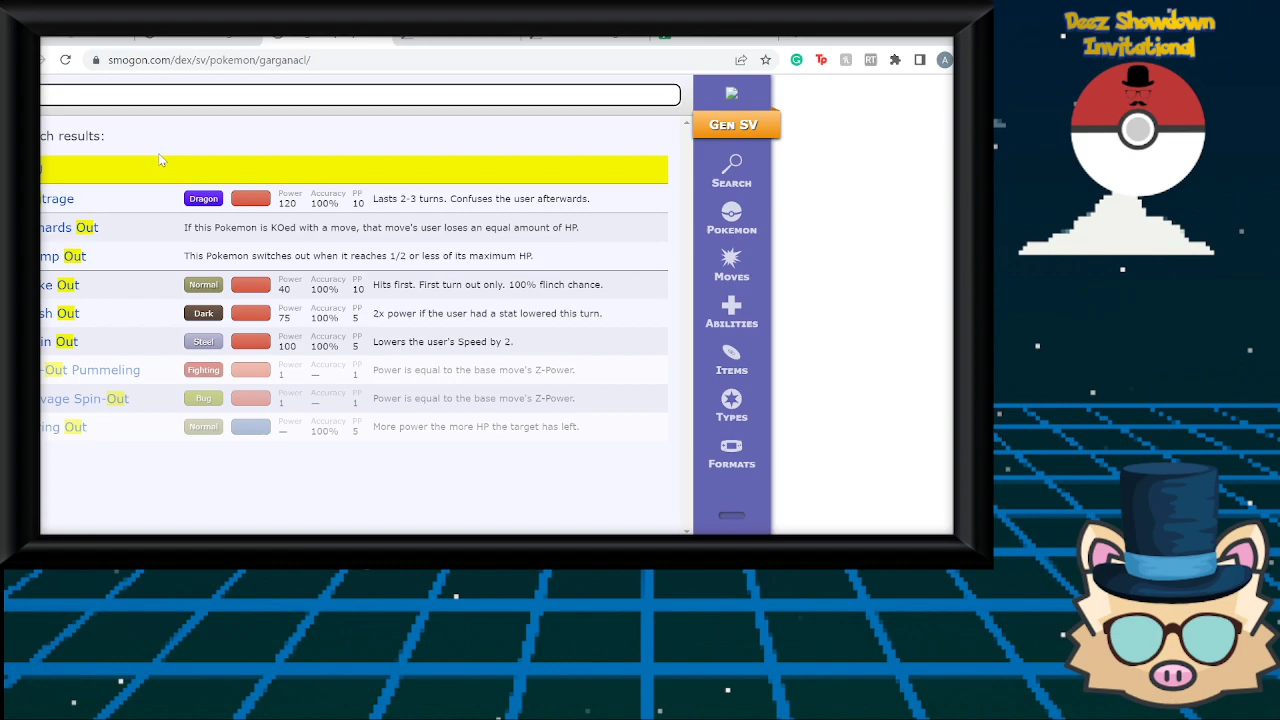 smogon.com/dex/sv/pokemon/garganacl/
Tp RT A
Deez Showdown
Invitational
ch results:
trage Dragon Power 120 Accuracy 100% PP 10 Lasts 2-3 turns. Confuses the user afterwards.
nards Out If this Pokemon is KOed with a move, that move's user loses an equal amount of HP.
mp Out This Pokemon switches out when it reaches 1/2 or less of its maximum HP.
ke Out Normal Power 40 Accuracy 100% PP 10 Hits first. First turn out only. 100% flinch chance.
sh Out Dark Power 75 Accuracy 100% PP 5 2x power if the user had a stat lowered this turn.
in Out Steel Power 100 Accuracy 100% PP 5 Lowers the user's Speed by 2.
-Out Pummeling Fighting Power 1 Accuracy — PP 1 Power is equal to the base move's Z-Power.
vage Spin-Out Bug Power 1 Accuracy — PP 1 Power is equal to the base move's Z-Power.
ing Out Normal Power — Accuracy 100% PP 5 More power the more HP the target has left.
GEN SV
SEARCH
POKEMON
MOVES
ABILITIES
ITEMS
TYPES
FORMATS